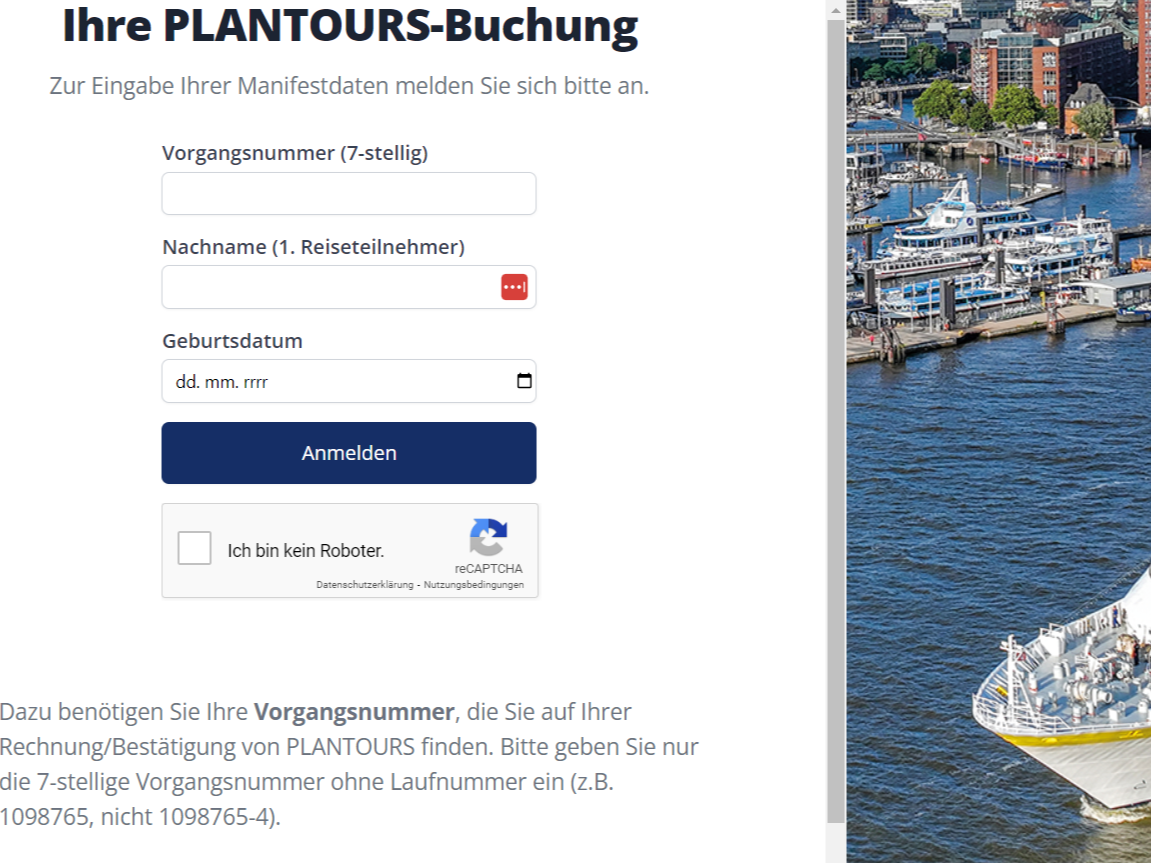 Ihre PLANTOURS-Buchung
Zur Eingabe Ihrer Manifestdaten melden Sie sich bitte an.
Vorgangsnummer (7-stellig)
Nachname (1. Reiseteilnehmer)
Geburtsdatum
dd. mm. rrrr
Anmelden
Ich bin kein Roboter.
reCAPTCHA
Datenschutzerklärung - Nutzungsbedingungen
Dazu benötigen Sie Ihre Vorgangsnummer, die Sie auf Ihrer
Rechnung/Bestätigung von PLANTOURS finden. Bitte geben Sie nur
die 7-stellige Vorgangsnummer ohne Laufnummer ein (z.B.
1098765, nicht 1098765-4).